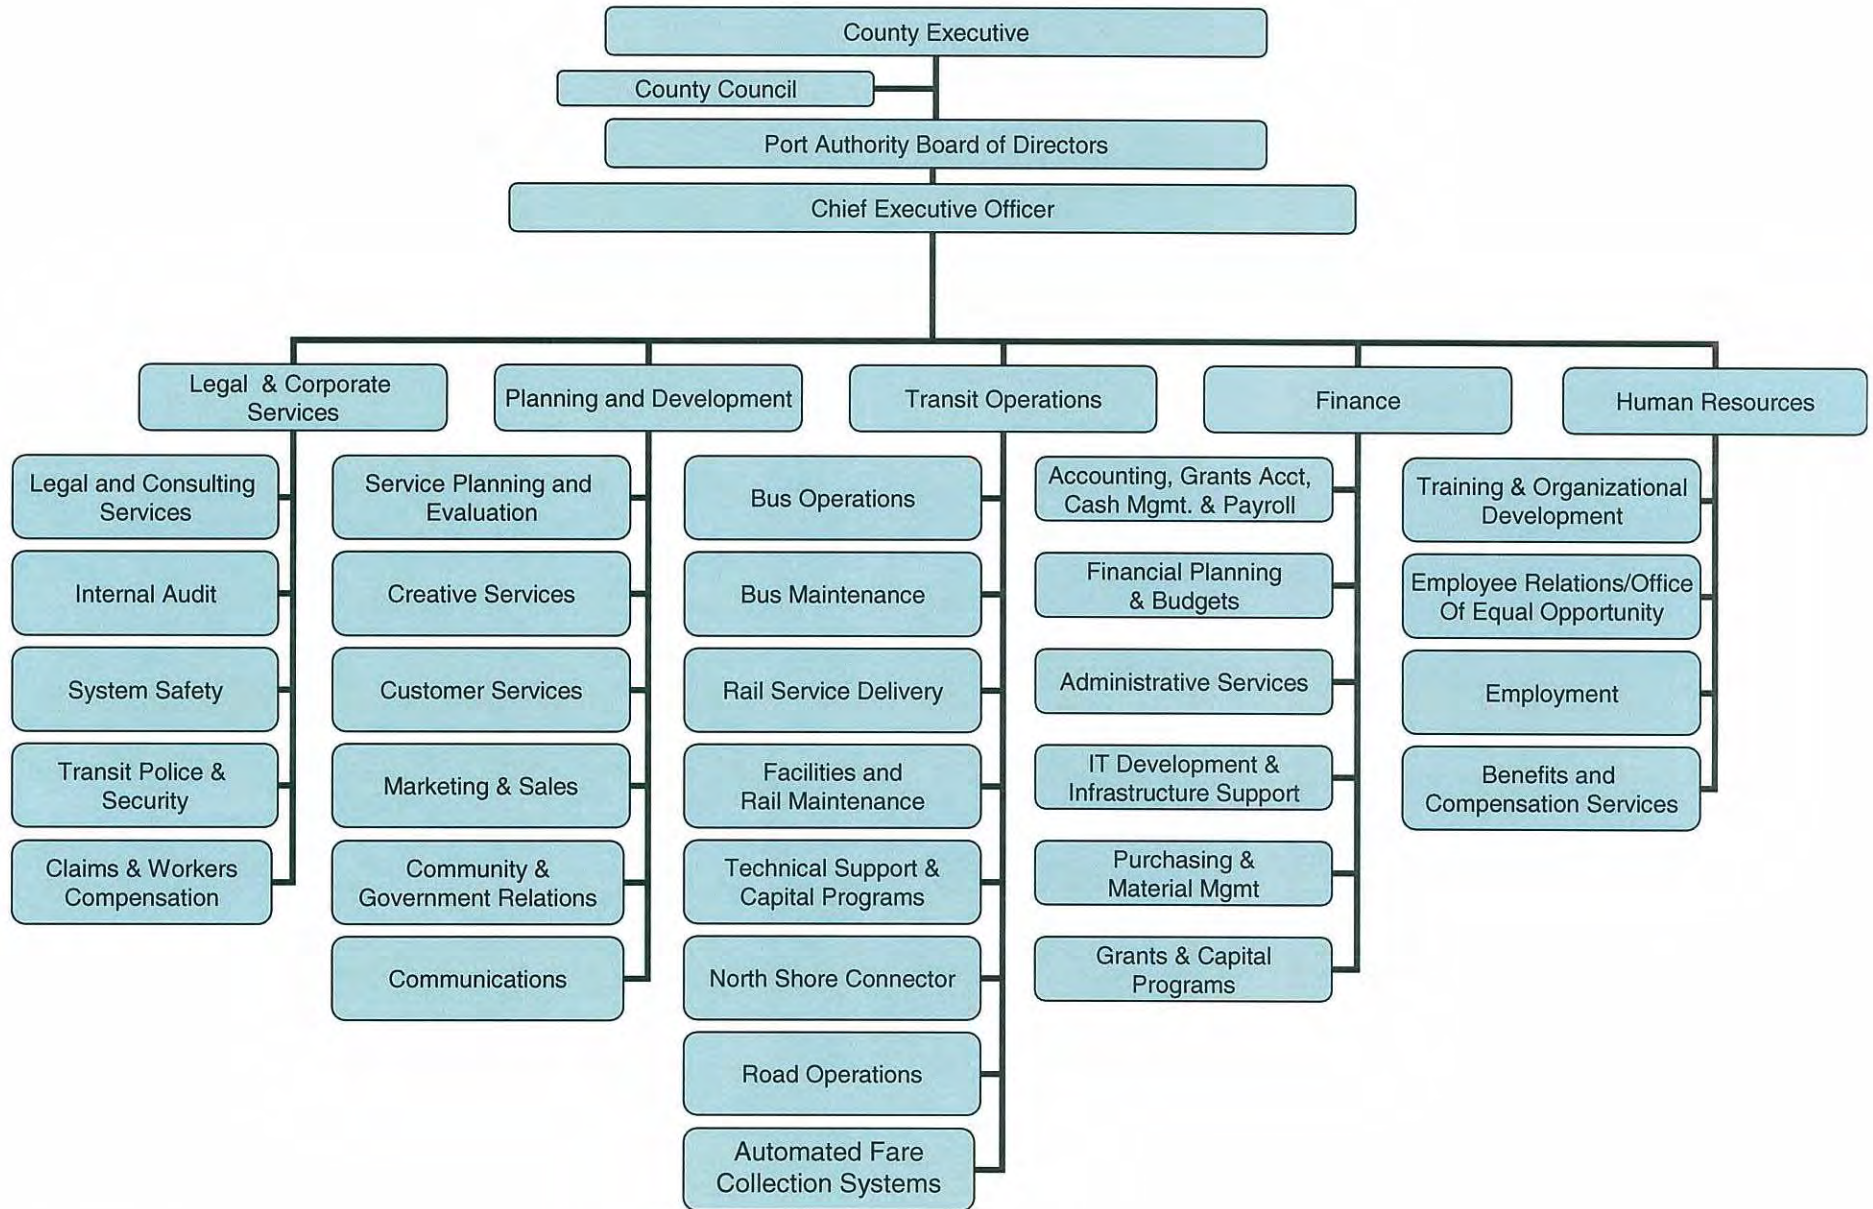 County Executive
County Council
Port Authority Board of Directors
Chief Executive Officer
Legal & Corporate
Services
Planning and Development
Transit Operations
Finance
Human Resources
Legal and Consulting
Services
Internal Audit
System Safety
Transit Police &
Security
Claims & Workers
Compensation
Service Planning and
Evaluation
Creative Services
Customer Services
Marketing & Sales
Community &
Government Relations
Communications
Bus Operations
Bus Maintenance
Rail Service Delivery
Facilities and
Rail Maintenance
Technical Support &
Capital Programs
North Shore Connector
Road Operations
Automated Fare
Collection Systems
Accounting, Grants Acct,
Cash Mgmt. & Payroll
Financial Planning
& Budgets
Administrative Services
IT Development &
Infrastructure Support
Purchasing &
Material Mgmt
Grants & Capital
Programs
Training & Organizational
Development
Employee Relations/Office
Of Equal Opportunity
Employment
Benefits and
Compensation Services